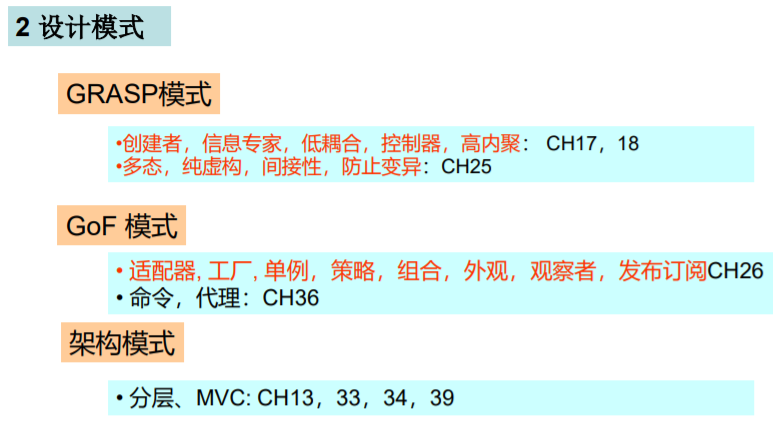 2 设计模式
GRASP模式
•创建者，信息专家，低耦合，控制器，高内聚： CH17，18
•多态，纯虚构，间接性，防止变异：CH25
GoF 模式
• 适配器, 工厂, 单例，策略，组合，外观，观察者，发布订阅CH26
• 命令，代理：CH36
架构模式
• 分层、MVC: CH13，33，34，39